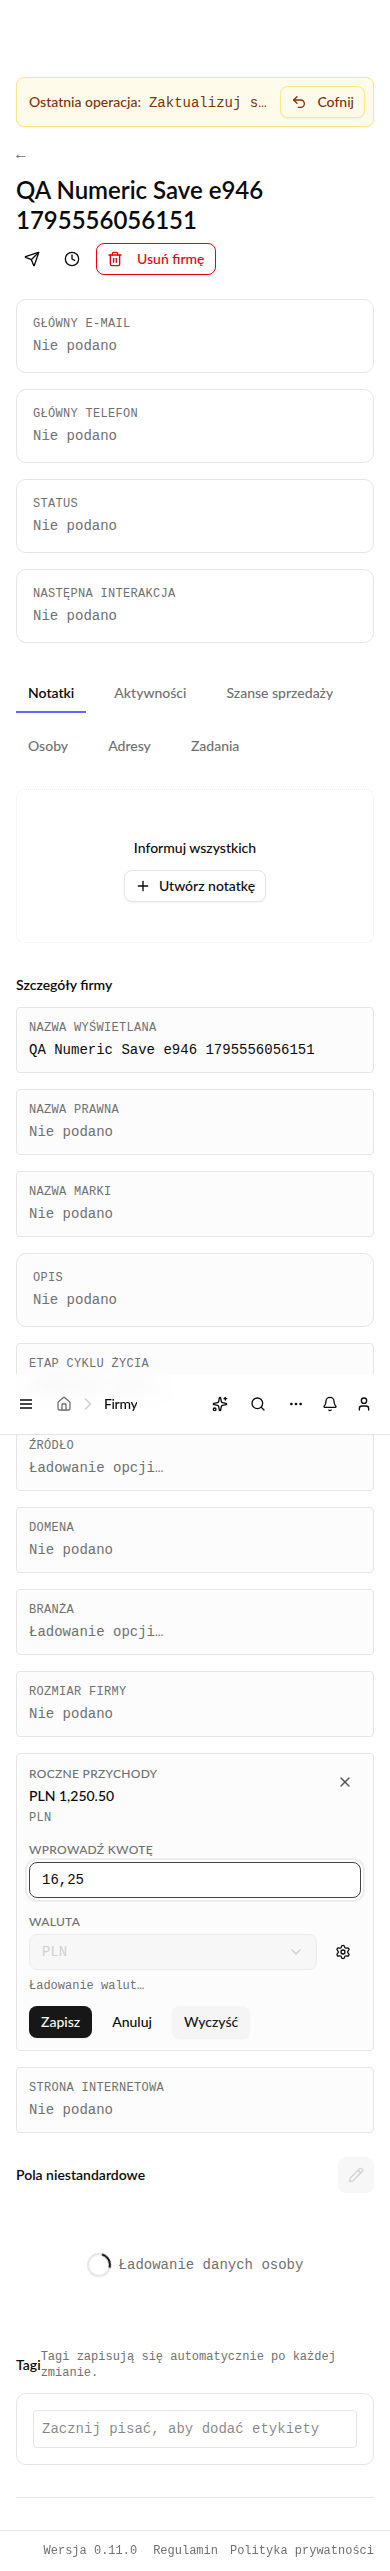 Ostatnia operacja: Zaktualizuj s… Cofnij
←
QA Numeric Save e946
1795556056151
Usuń firmę
GŁÓWNY E-MAIL
Nie podano
GŁÓWNY TELEFON
Nie podano
STATUS
Nie podano
NASTĘPNA INTERAKCJA
Nie podano
Notatki Aktywności Szanse sprzedaży
Osoby Adresy Zadania
Informuj wszystkich
Utwórz notatkę
Szczegóły firmy
NAZWA WYŚWIETLANA
QA Numeric Save e946 1795556056151
NAZWA PRAWNA
Nie podano
NAZWA MARKI
Nie podano
OPIS
Nie podano
ETAP CYKLU ŻYCIA
Firmy
ŹRÓDŁO
Ładowanie opcji…
DOMENA
Nie podano
BRANŻA
Ładowanie opcji…
ROZMIAR FIRMY
Nie podano
ROCZNE PRZYCHODY
PLN 1,250.50
PLN
WPROWADŹ KWOTĘ
16,25
WALUTA
PLN
Ładowanie walut…
Zapisz Anuluj Wyczyść
STRONA INTERNETOWA
Nie podano
Pola niestandardowe
Ładowanie danych osoby
Tagi Tagi zapisują się automatycznie po każdej
zmianie.
Zacznij pisać, aby dodać etykiety
Wersja 0.11.0 Regulamin Polityka prywatności